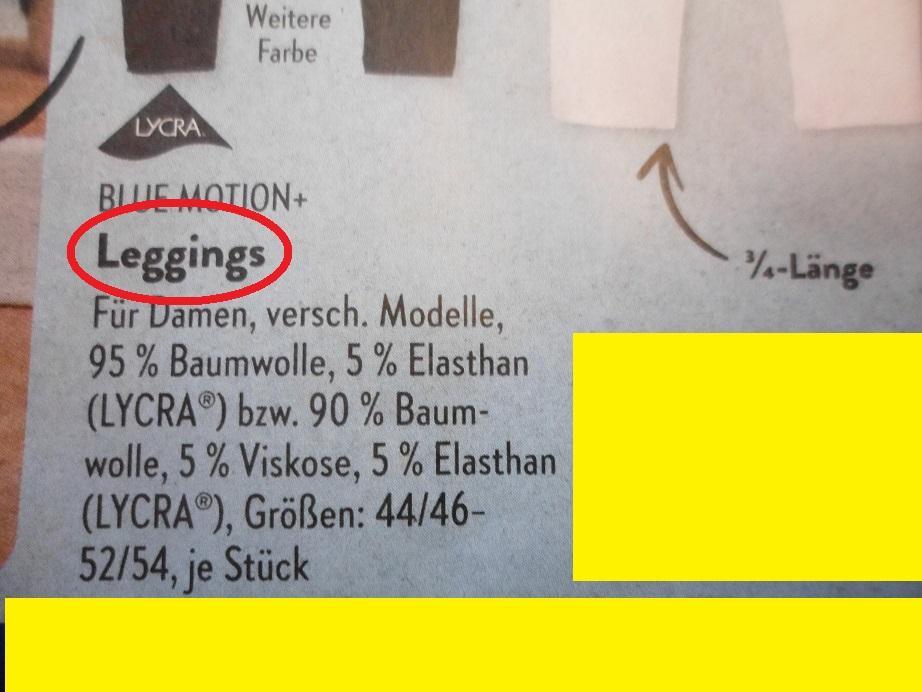 Weitere
Farbe
LYCRA
BLUE MOTION+
Leggings
¾-Länge
Für Damen, versch. Modelle,
95 % Baumwolle, 5 % Elasthan
(LYCRA®) bzw. 90 % Baum-
wolle, 5 % Viskose, 5 % Elasthan
(LYCRA®), Größen: 44/46–
52/54, je Stück